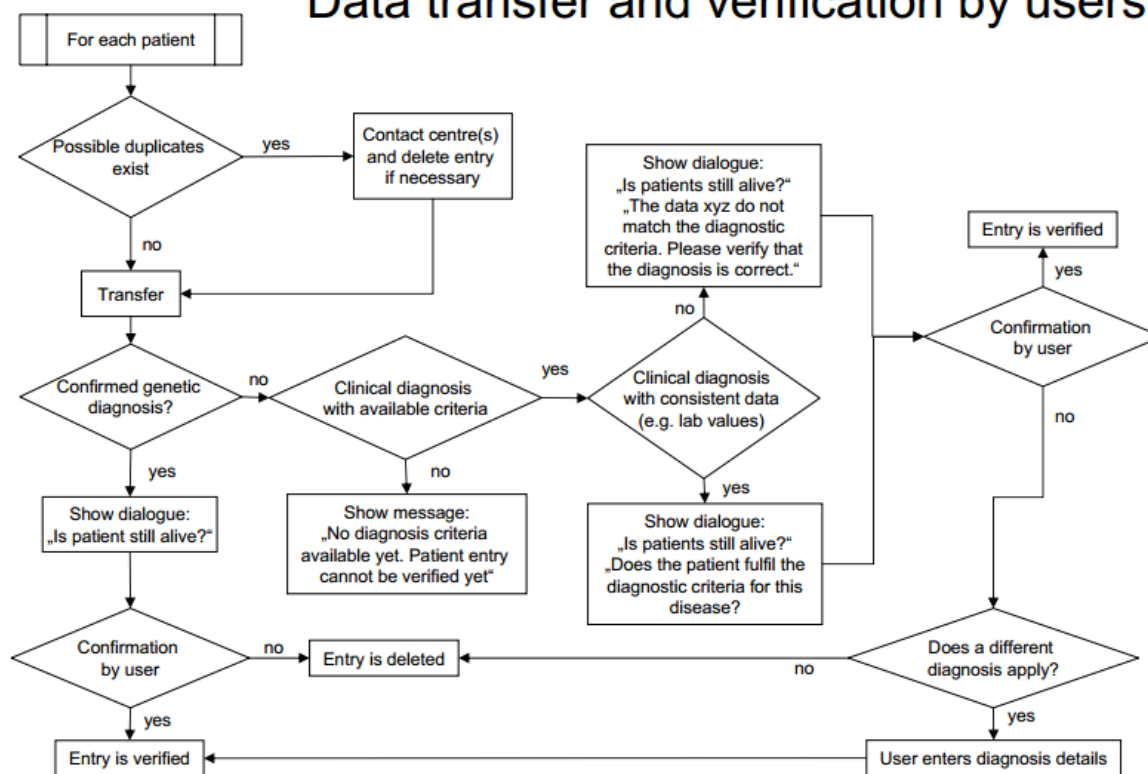 Data transfer and verification by users
For each patient
Possible duplicates
exist
yes
Contact centre(s)
and delete entry
if necessary
no
Transfer
Confirmed genetic
diagnosis?
no
Clinical diagnosis
with available criteria
yes
Clinical diagnosis
with consistent data
(e.g. lab values)
no
Show dialogue:
„Is patients still alive?“
„The data xyz do not
match the diagnostic
criteria. Please verify that
the diagnosis is correct.“
yes
Show dialogue:
„Is patients still alive?“
„Does the patient fulfil the
diagnostic criteria for this
disease?
no
Show message:
„No diagnosis criteria
available yet. Patient entry
cannot be verified yet“
yes
Show dialogue:
„Is patient still alive?“
Confirmation
by user
no
Entry is deleted
yes
Entry is verified
Entry is verified
yes
Confirmation
by user
no
Does a different
diagnosis apply?
no
yes
User enters diagnosis details